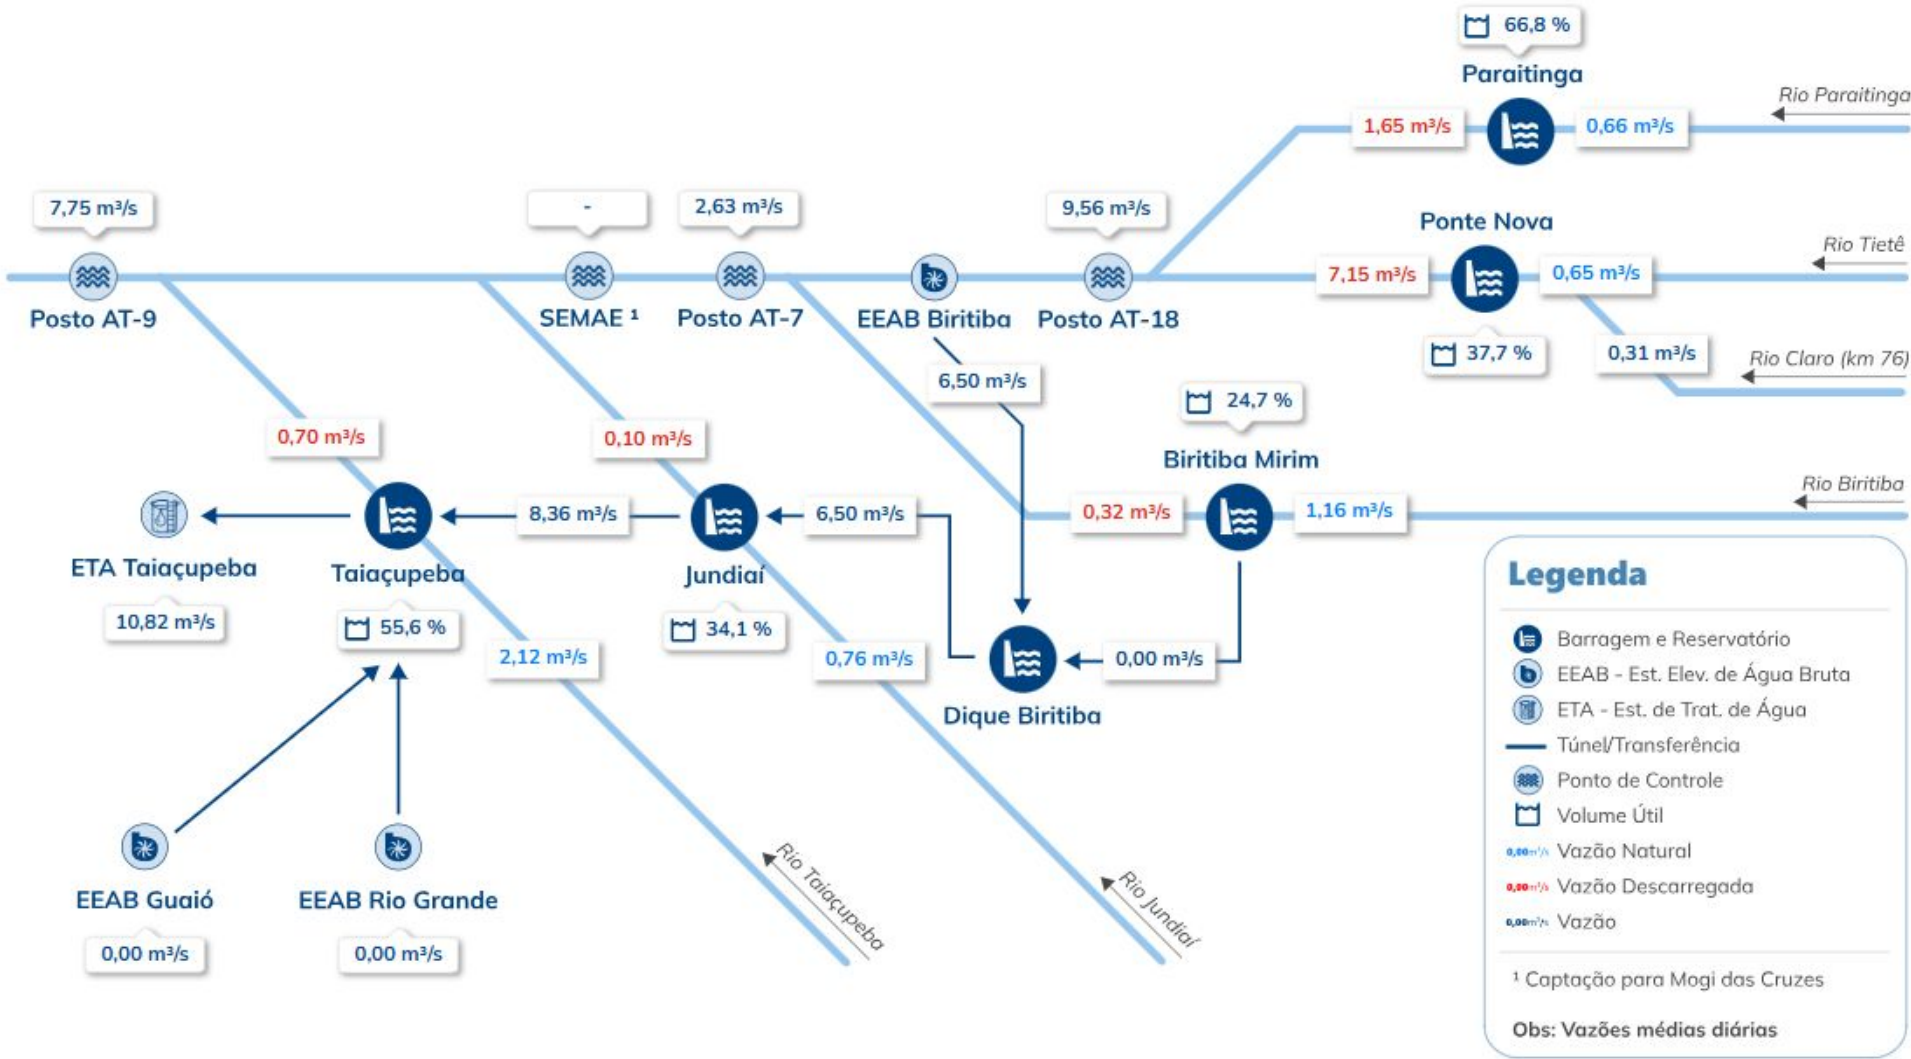 66,8 %
Paraitinga
Rio Paraitinga
1,65 m³/s
0,66 m³/s
7,75 m³/s
-
2,63 m³/s
9,56 m³/s
Ponte Nova
Rio Tietê
7,15 m³/s
0,65 m³/s
Posto AT-9
SEMAE ¹
Posto AT-7
EEAB Biritiba
Posto AT-18
37,7 %
0,31 m³/s
Rio Claro (km 76)
6,50 m³/s
24,7 %
0,70 m³/s
0,10 m³/s
Biritiba Mirim
Rio Biritiba
8,36 m³/s
6,50 m³/s
0,32 m³/s
1,16 m³/s
ETA Taiaçupeba
Taiaçupeba
Jundiaí
10,82 m³/s
55,6 %
34,1 %
2,12 m³/s
0,76 m³/s
0,00 m³/s
Dique Biritiba
Rio Taiaçupeba
Rio Jundiaí
EEAB Guaió
EEAB Rio Grande
0,00 m³/s
0,00 m³/s
Legenda
Barragem e Reservatório
EEAB - Est. Elev. de Água Bruta
ETA - Est. de Trat. de Água
Túnel/Transferência
Ponto de Controle
Volume Útil
0,00m³/s Vazão Natural
0,00m³/s Vazão Descarregada
0,00m³/s Vazão
¹ Captação para Mogi das Cruzes
Obs: Vazões médias diárias